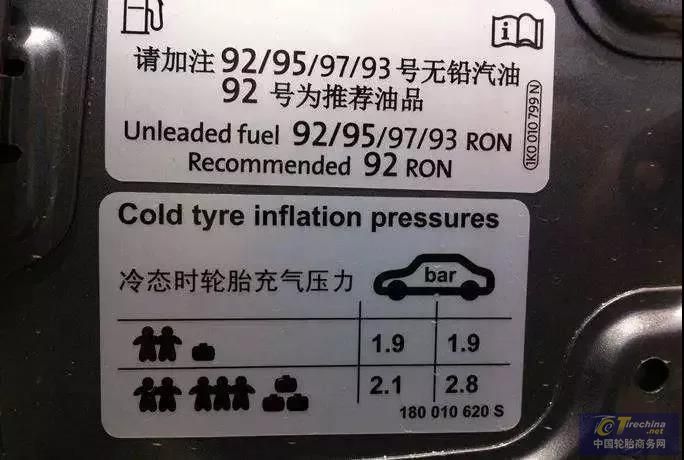 请加注 92/95/97/93 号无铅汽油
92 号为推荐油品
Unleaded fuel 92/95/97/93 RON
Recommended 92 RON
1K0 010 799 N
Cold tyre inflation pressures
冷态时轮胎充气压力
bar
1.9 1.9
2.1 2.8
180 010 620 S
Tirechina
.net
中国轮胎商务网